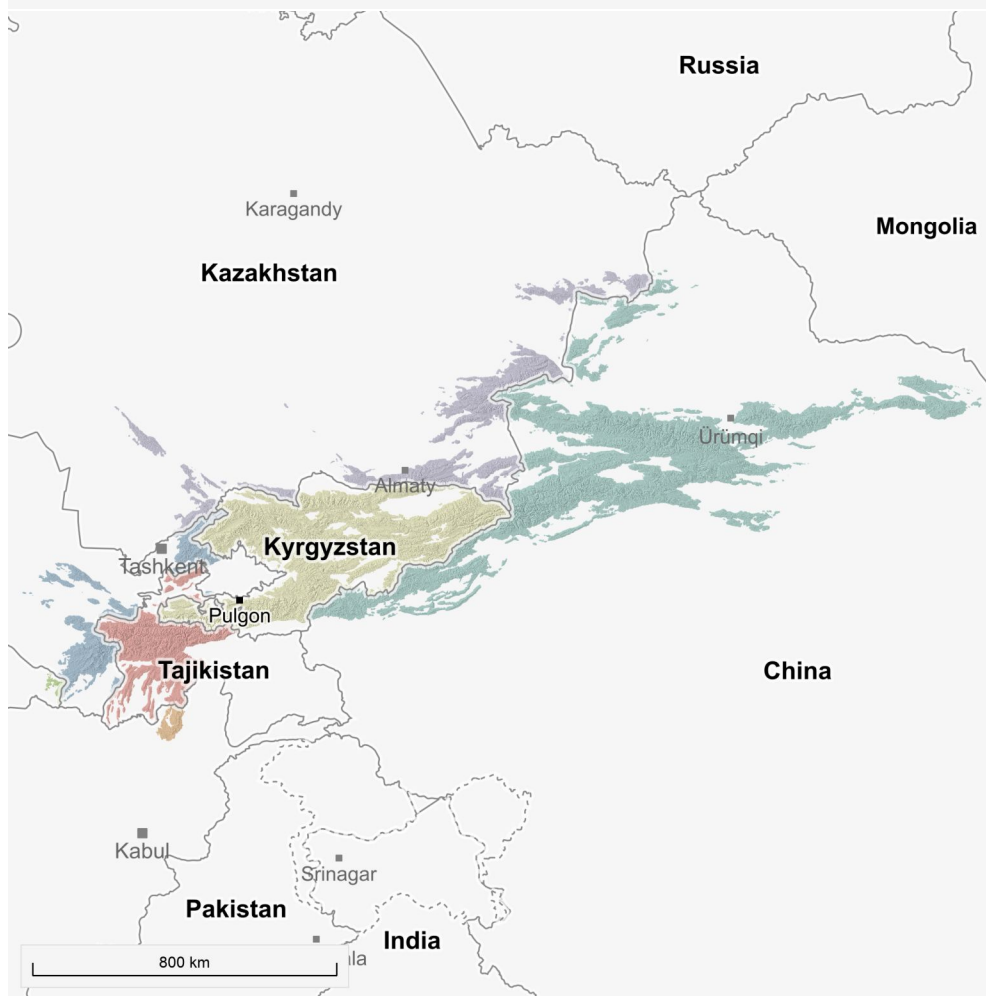 Russia
Karagandy
Mongolia
Kazakhstan
Ürümqi
Almaty
Kyrgyzstan
Tashkent
Pulgon
Tajikistan
China
Kabul
Srinagar
Pakistan
India
800 km